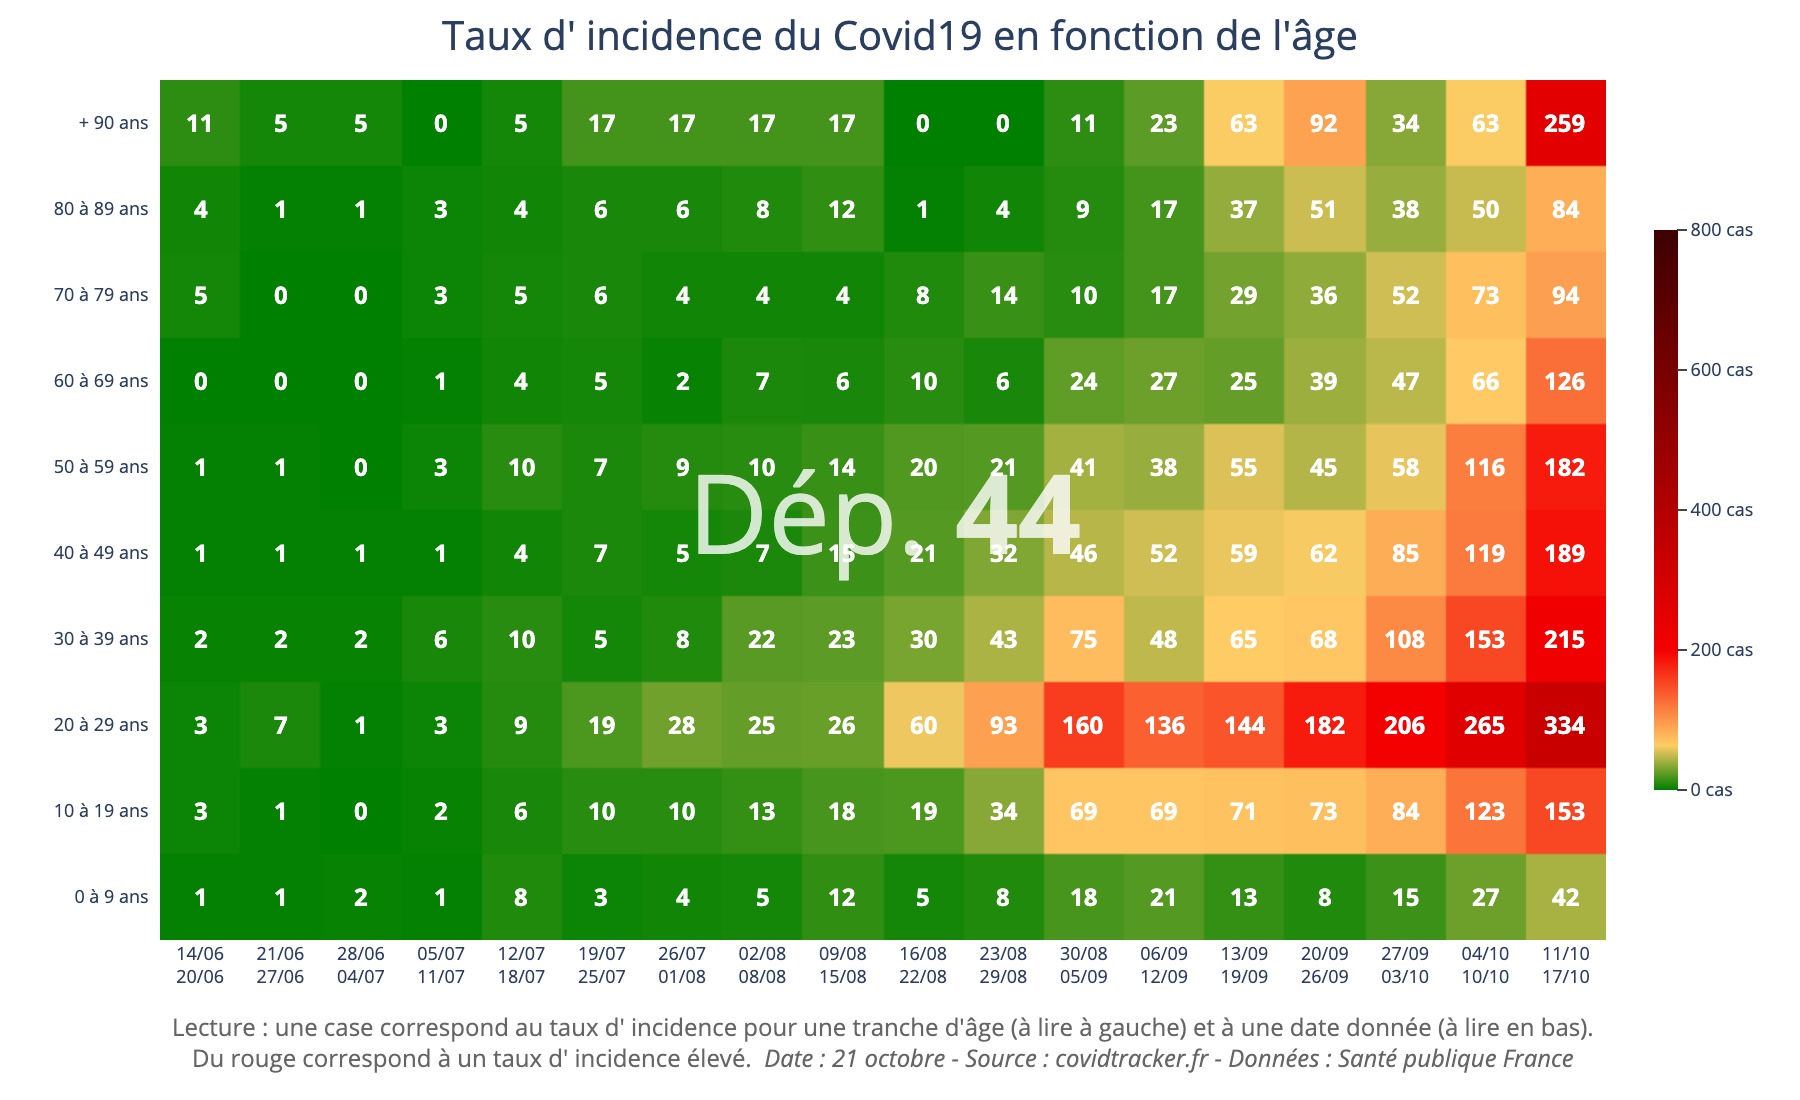 Taux d' incidence du Covid19 en fonction de l'âge
+ 90 ans 11 5 5 0 5 17 17 17 17 0 0 11 23 63 92 34 63 259
80 à 89 ans 4 1 1 3 4 6 6 8 12 1 4 9 17 37 51 38 50 84
800 cas
70 à 79 ans 5 0 0 3 5 6 4 4 4 8 14 10 17 29 36 52 73 94
600 cas
60 à 69 ans 0 0 0 1 4 5 2 7 6 10 6 24 27 25 39 47 66 126
50 à 59 ans 1 1 0 3 10 7 9 10 14 20 21 41 38 55 45 58 116 182
Dép. 44
400 cas
40 à 49 ans 1 1 1 1 4 7 5 7 15 21 32 46 52 59 62 85 119 189
30 à 39 ans 2 2 2 6 10 5 8 22 23 30 43 75 48 65 68 108 153 215
200 cas
20 à 29 ans 3 7 1 3 9 19 28 25 26 60 93 160 136 144 182 206 265 334
0 cas
10 à 19 ans 3 1 0 2 6 10 10 13 18 19 34 69 69 71 73 84 123 153
0 à 9 ans 1 1 2 1 8 3 4 5 12 5 8 18 21 13 8 15 27 42
14/06 21/06 28/06 05/07 12/07 19/07 26/07 02/08 09/08 16/08 23/08 30/08 06/09 13/09 20/09 27/09 04/10 11/10
20/06 27/06 04/07 11/07 18/07 25/07 01/08 08/08 15/08 22/08 29/08 05/09 12/09 19/09 26/09 03/10 10/10 17/10
Lecture : une case correspond au taux d' incidence pour une tranche d'âge (à lire à gauche) et à une date donnée (à lire en bas).
Du rouge correspond à un taux d' incidence élevé. Date : 21 octobre - Source : covidtracker.fr - Données : Santé publique France